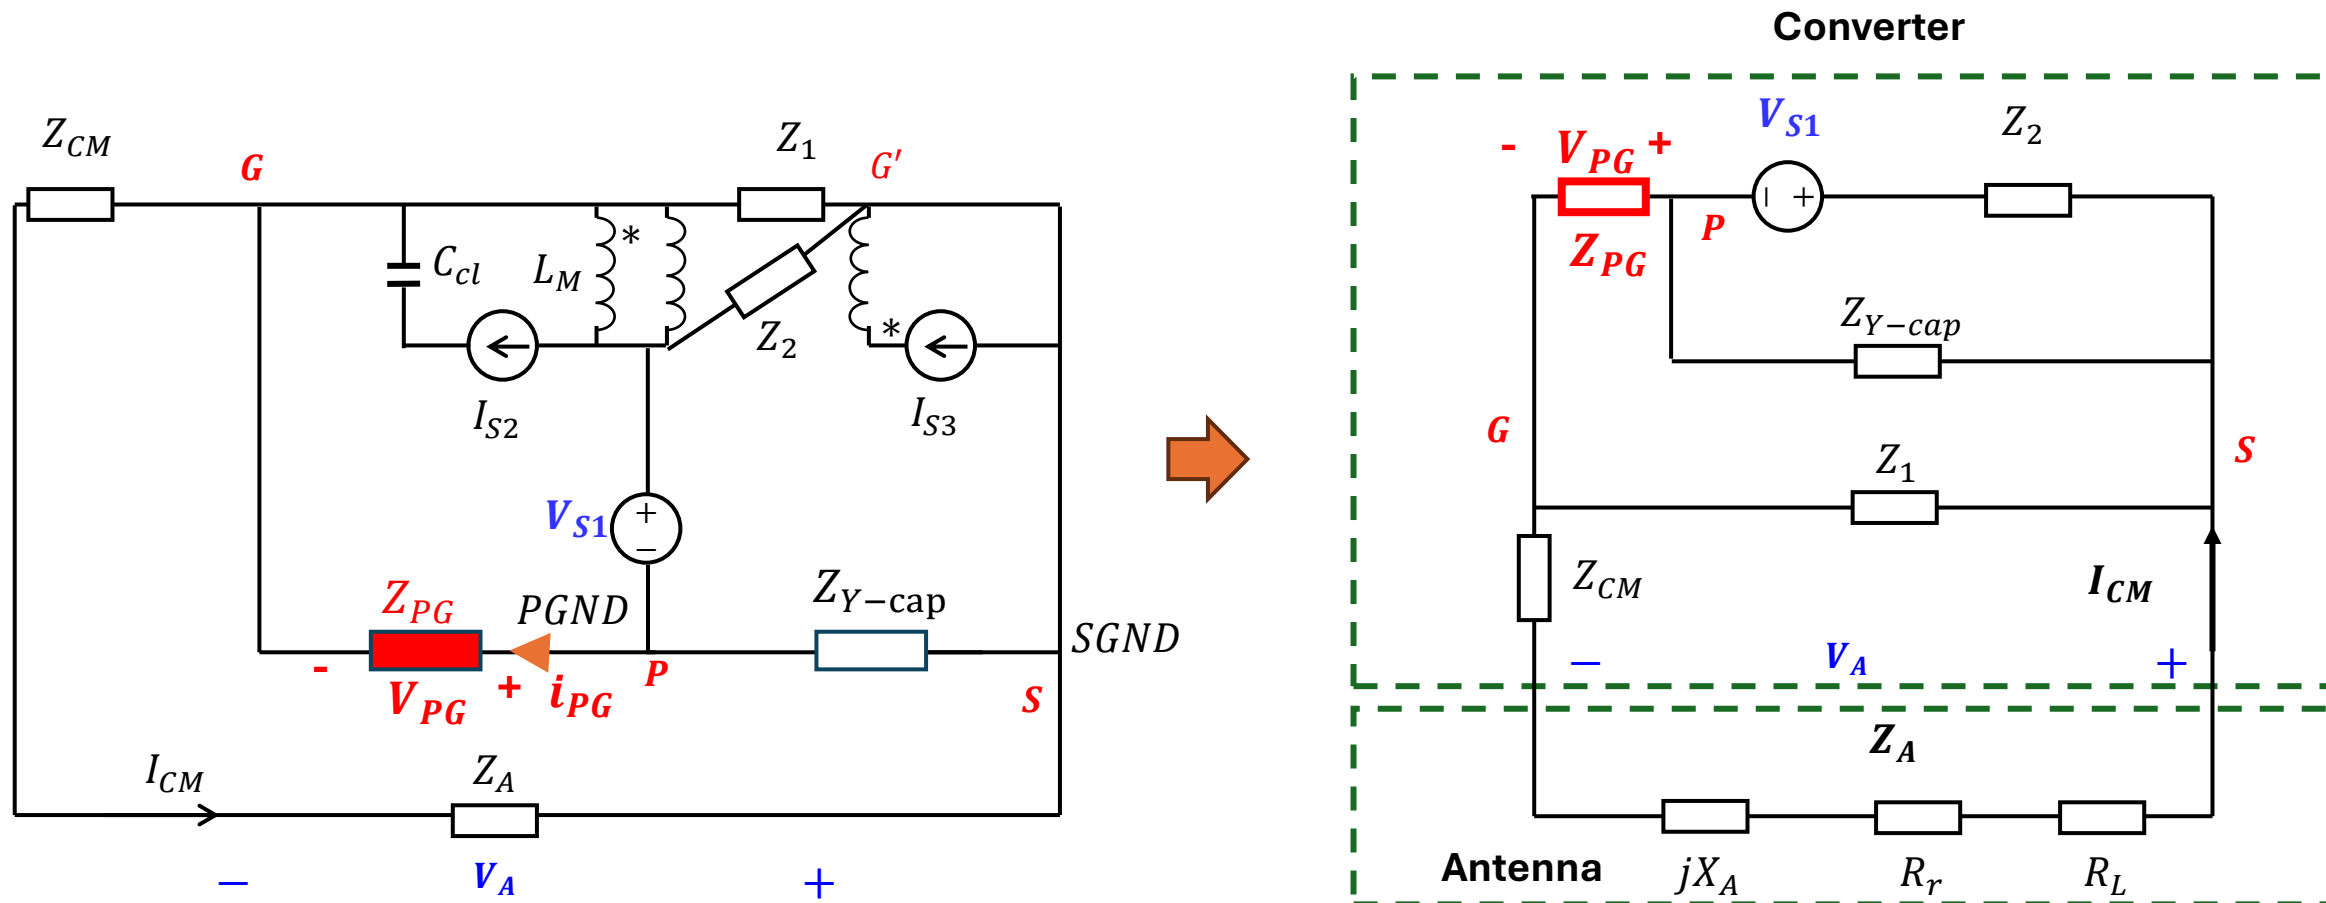 Converter
Z_CM
G
Z_1
G'
C_cl
L_M
*
Z_2
*
I_S2
I_S3
V_S1
+
−
Z_PG
PGND
Z_Y−cap
SGND
-
V_PG
+
i_PG
P
S
I_CM
Z_A
−
V_A
+
- V_PG +
V_S1
Z_2
− +
Z_PG
P
Z_Y−cap
G
Z_1
S
Z_CM
I_CM
− V_A +
Z_A
Antenna
jX_A
R_r
R_L